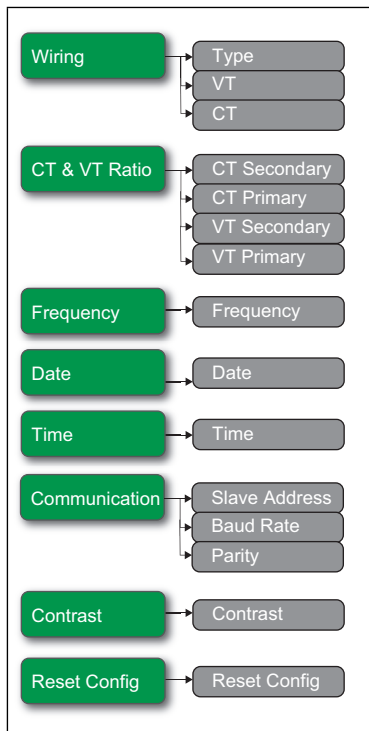 Wiring
Type
VT
CT
CT & VT Ratio
CT Secondary
CT Primary
VT Secondary
VT Primary
Frequency
Frequency
Date
Date
Time
Time
Communication
Slave Address
Baud Rate
Parity
Contrast
Contrast
Reset Config
Reset Config